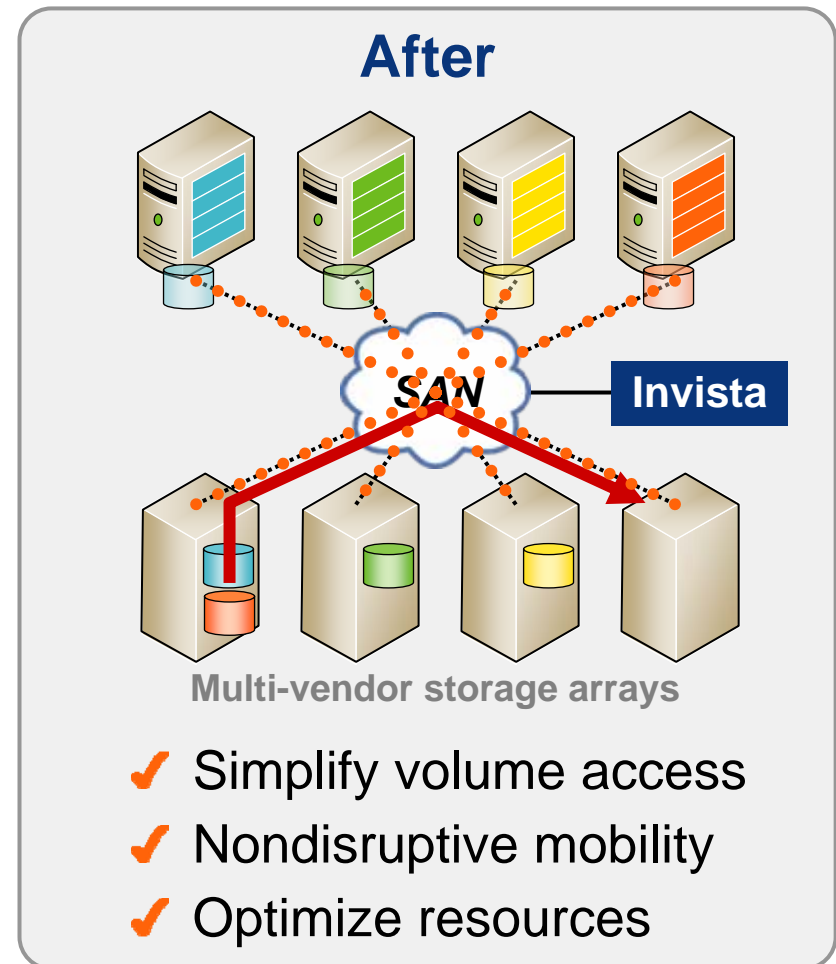 After
SAN
Invista
Multi-vendor storage arrays
✔ Simplify volume access
✔ Nondisruptive mobility
✔ Optimize resources